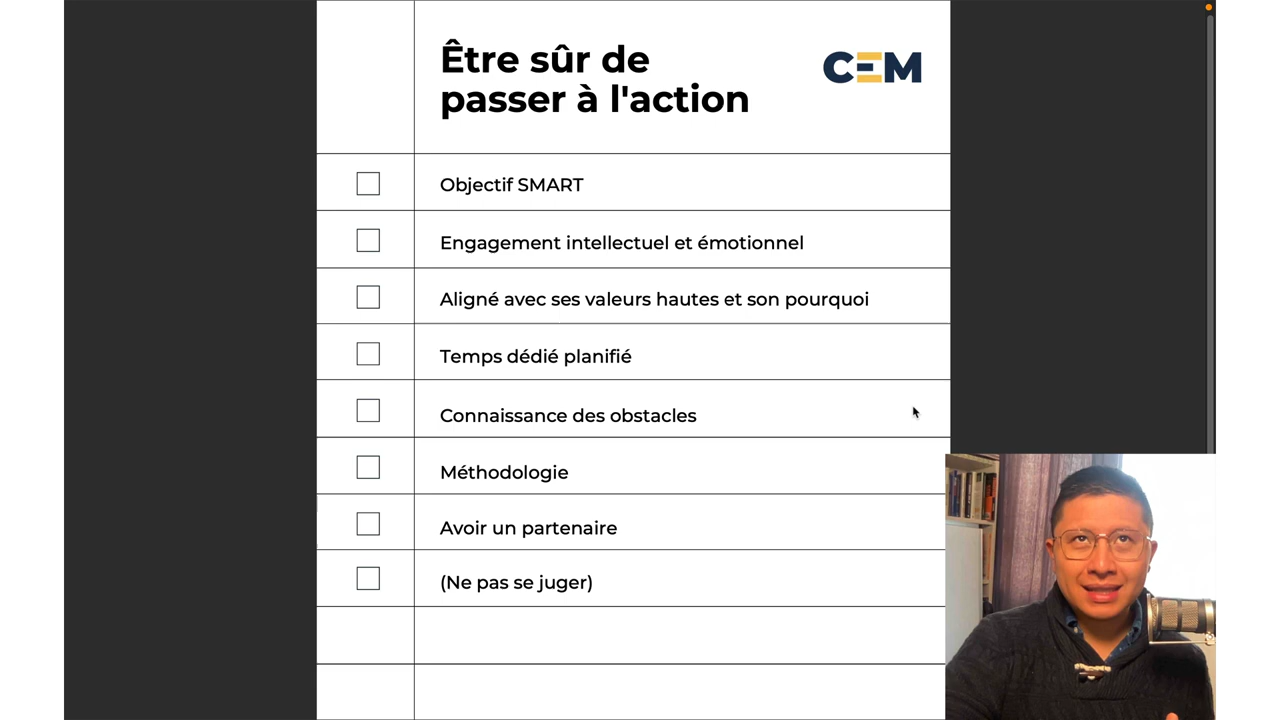 Être sûr de
passer à l'action
CEM
Objectif SMART
Engagement intellectuel et émotionnel
Aligné avec ses valeurs hautes et son pourquoi
Temps dédié planifié
Connaissance des obstacles
Méthodologie
Avoir un partenaire
(Ne pas se juger)